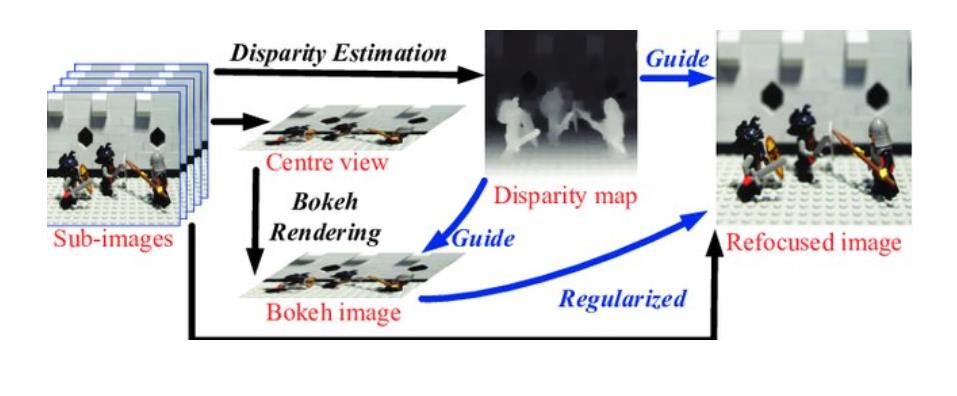 Disparity Estimation
Guide
Centre view
Disparity map
Bokeh
Rendering
Guide
Sub-images
Refocused image
Bokeh image
Regularized